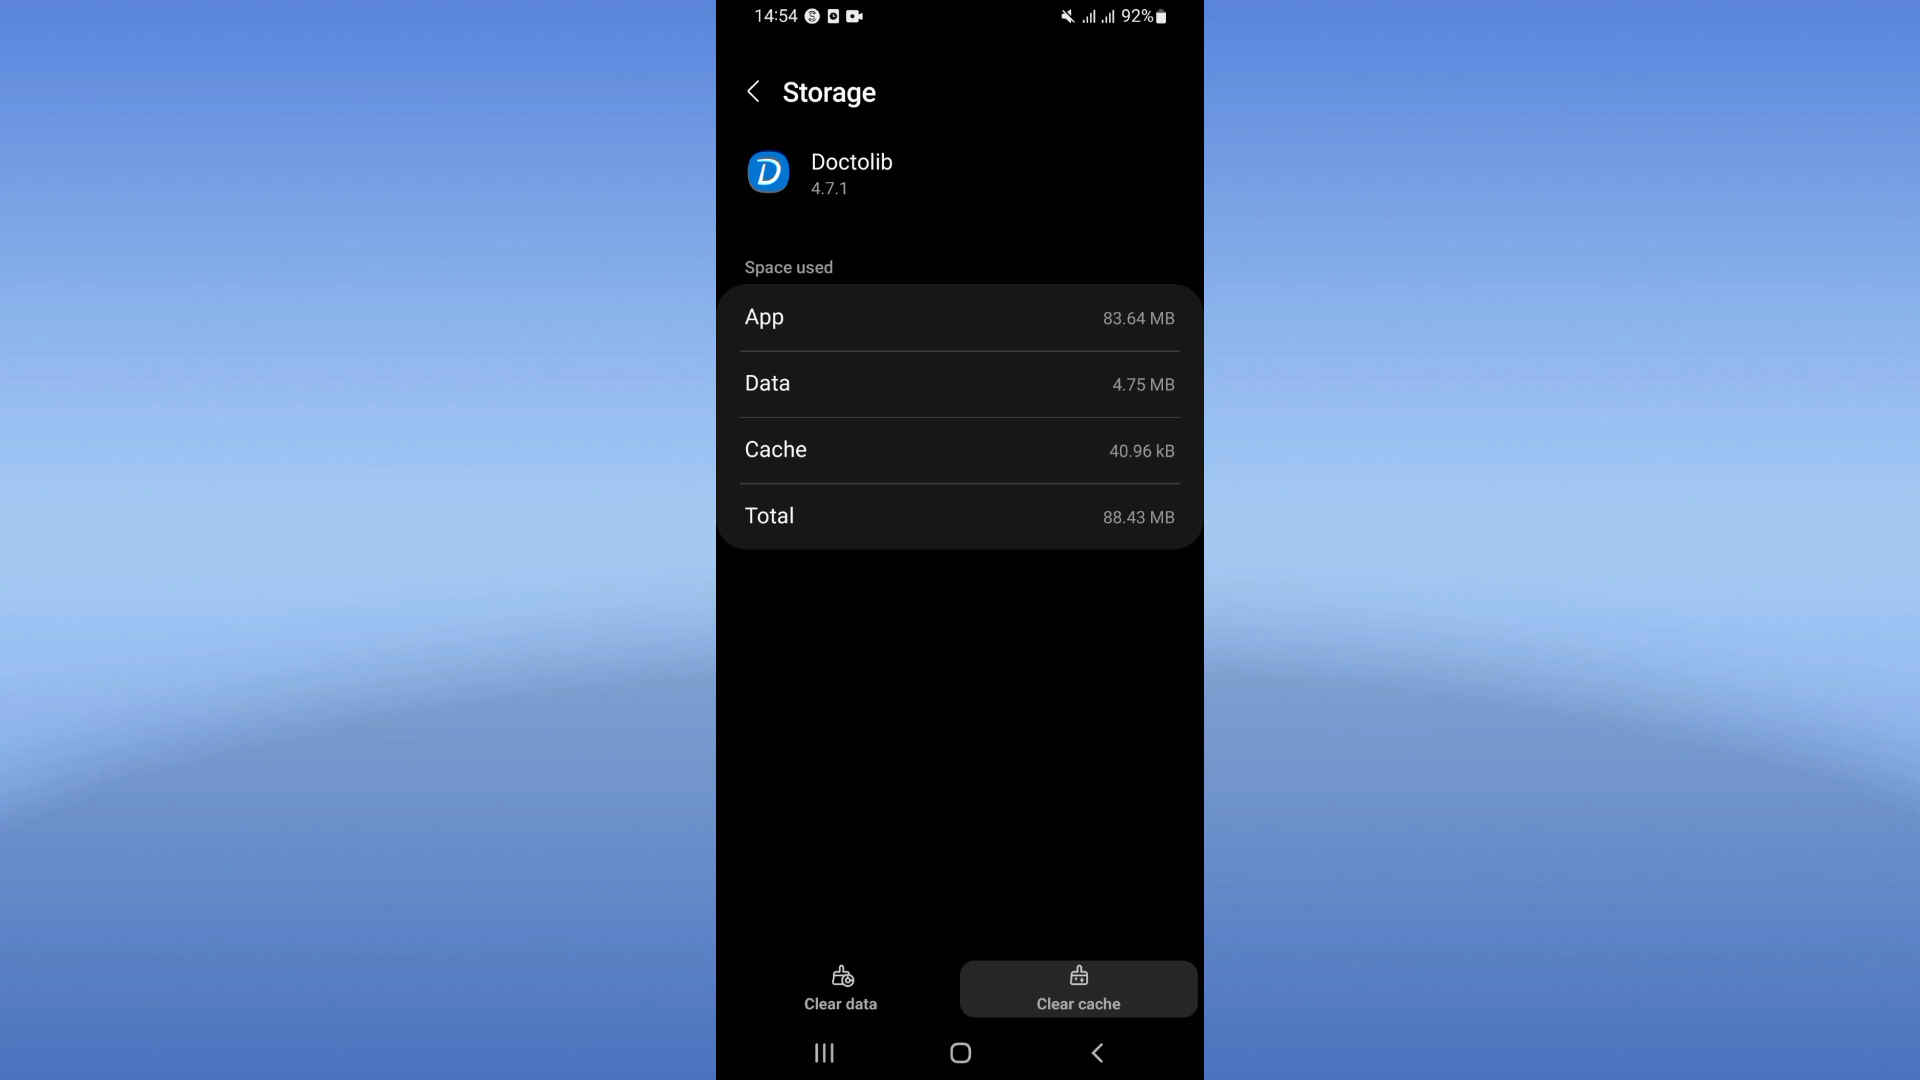 14:54 92%
Storage
D
Doctolib
4.7.1
Space used
App 83.64 MB
Data 4.75 MB
Cache 40.96 kB
Total 88.43 MB
Clear data Clear cache